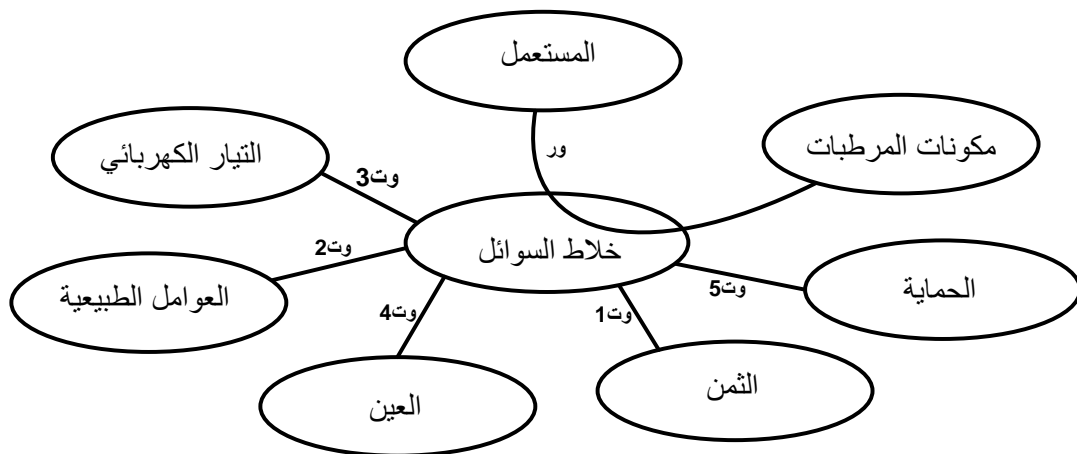 المستعمل
مكونات المرطبات
التيار الكهربائي
ور
وت3
خلاط السوائل
وت2
العوامل الطبيعية
الحماية
وت5
وت4
وت1
الثمن
العين